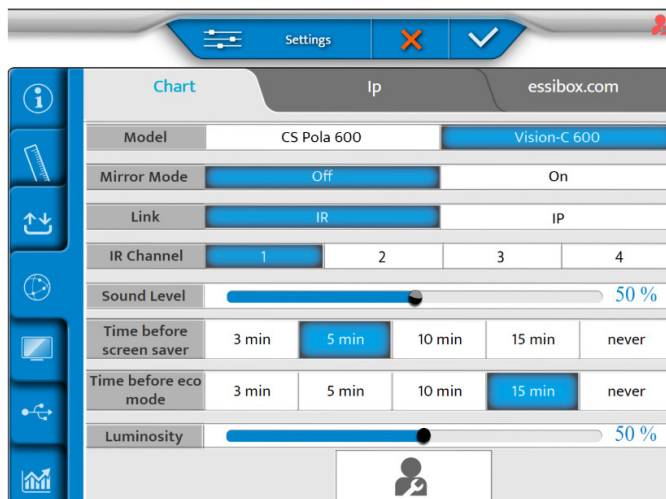 Settings
Chart Ip essibox.com
Model CS Pola 600 Vision-C 600
Mirror Mode Off On
Link IR IP
IR Channel 1 2 3 4
Sound Level 50 %
Time before
screen saver 3 min 5 min 10 min 15 min never
Time before eco
mode 3 min 5 min 10 min 15 min never
Luminosity 50 %